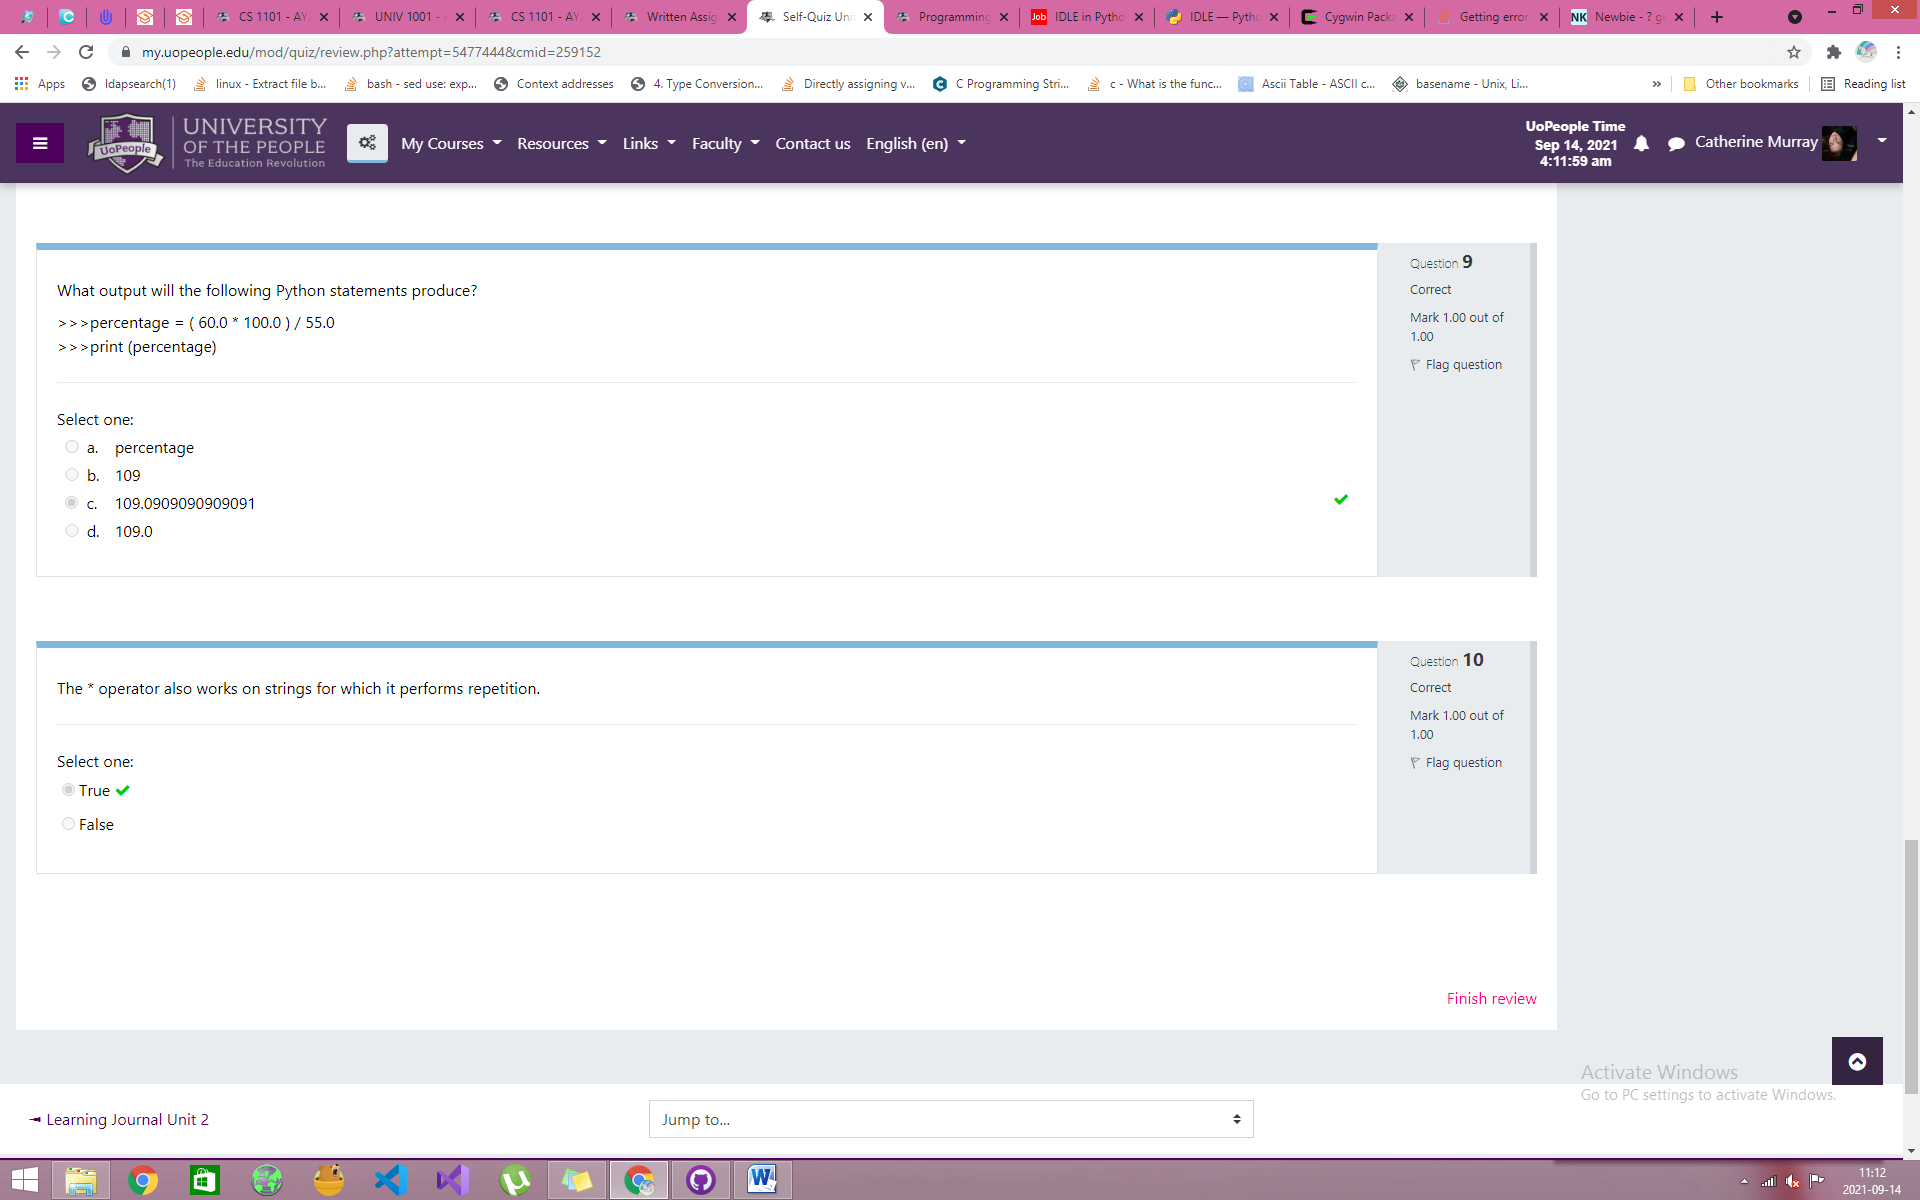 CS 1101 - AY
UNIV 1001 - A
CS 1101 - AY
Written Assig
Self-Quiz Uni
Programming
Job IDLE in Pytho
IDLE — Pytho
Cygwin Packa
Getting error
NK Newbie - ? ge
my.uopeople.edu/mod/quiz/review.php?attempt=5477444&cmid=259152
Apps
ldapsearch(1)
linux - Extract file b...
bash - sed use: exp...
Context addresses
4. Type Conversion...
Directly assigning v...
C Programming Stri...
c - What is the func...
Ascii Table - ASCII c...
basename - Unix, Li...
»
Other bookmarks
Reading list
UoPeople
UNIVERSITY
OF THE PEOPLE
The Education Revolution
My Courses
Resources
Links
Faculty
Contact us
English (en)
UoPeople Time
Sep 14, 2021
4:11:59 am
Catherine Murray
What output will the following Python statements produce?
>>>percentage = ( 60.0 * 100.0 ) / 55.0
>>>print (percentage)
Select one:
a. percentage
b. 109
c. 109.0909090909091
d. 109.0
Question 9
Correct
Mark 1.00 out of
1.00
Flag question
The * operator also works on strings for which it performs repetition.
Select one:
True
False
Question 10
Correct
Mark 1.00 out of
1.00
Flag question
Finish review
Activate Windows
Go to PC settings to activate Windows.
◄ Learning Journal Unit 2
Jump to...
11:12
2021-09-14